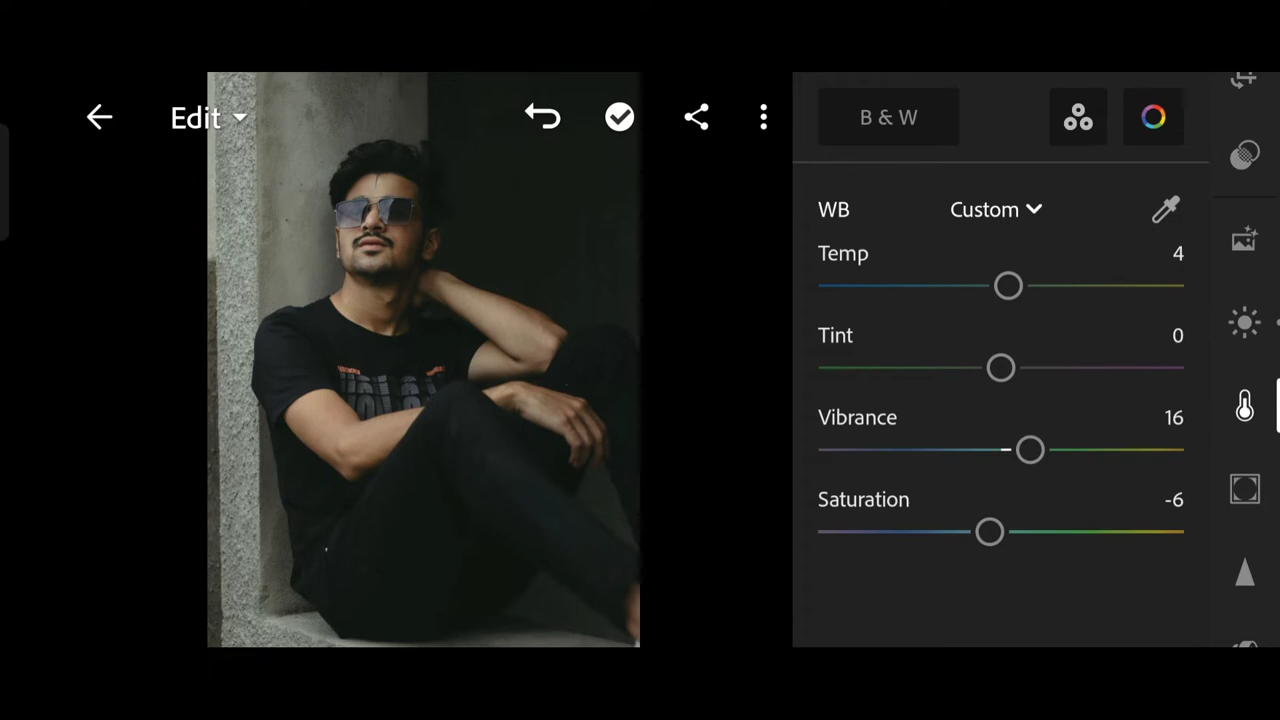 Edit
B & W
WB Custom
Temp 4
Tint 0
Vibrance 16
Saturation -6